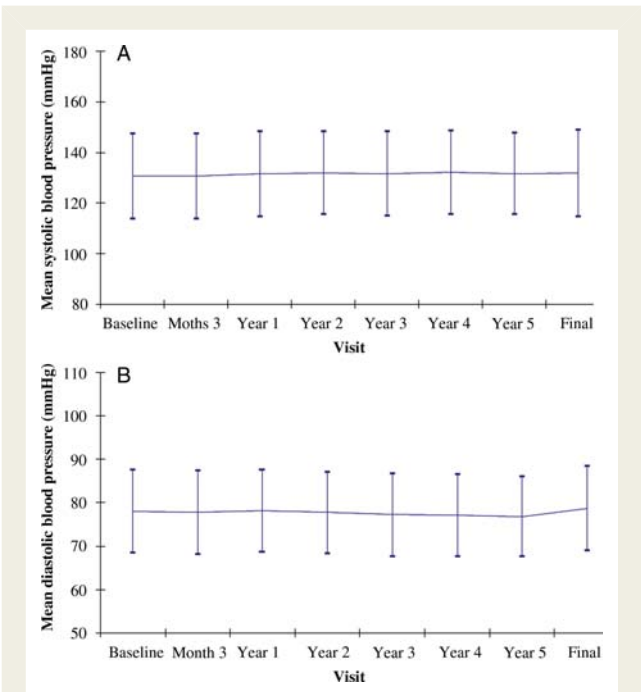 A
Mean systolic blood pressure (mmHg)
180
160
140
120
100
80
Baseline Moths 3 Year 1 Year 2 Year 3 Year 4 Year 5 Final
Visit
B
Mean diastolic blood pressure (mmHg)
110
100
90
80
70
60
50
Baseline Month 3 Year 1 Year 2 Year 3 Year 4 Year 5 Final
Visit